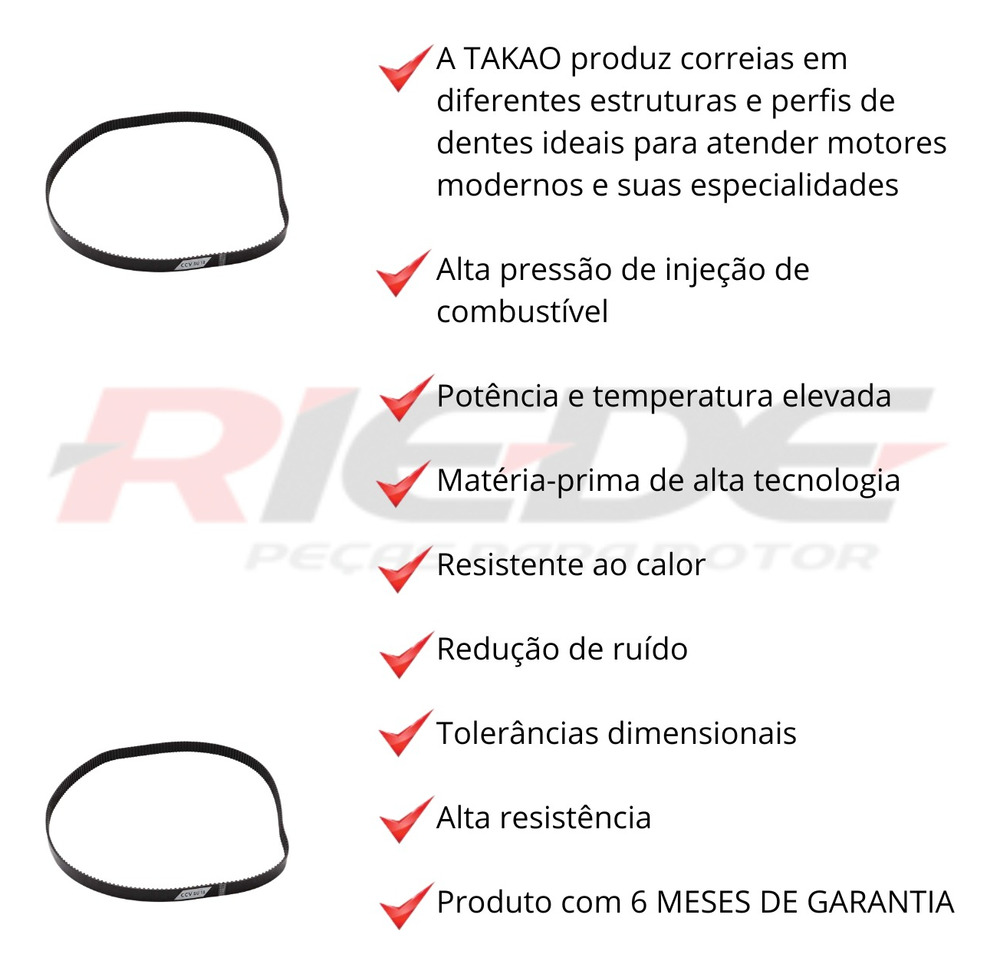 A TAKAO produz correias em
diferentes estruturas e perfis de
dentes ideais para atender motores
modernos e suas especialidades
Alta pressão de injeção de
combustível
Potência e temperatura elevada
RIEDE
Matéria-prima de alta tecnologia
PEÇAS PARA MOTOR
Resistente ao calor
Redução de ruído
Tolerâncias dimensionais
Alta resistência
Produto com 6 MESES DE GARANTIA